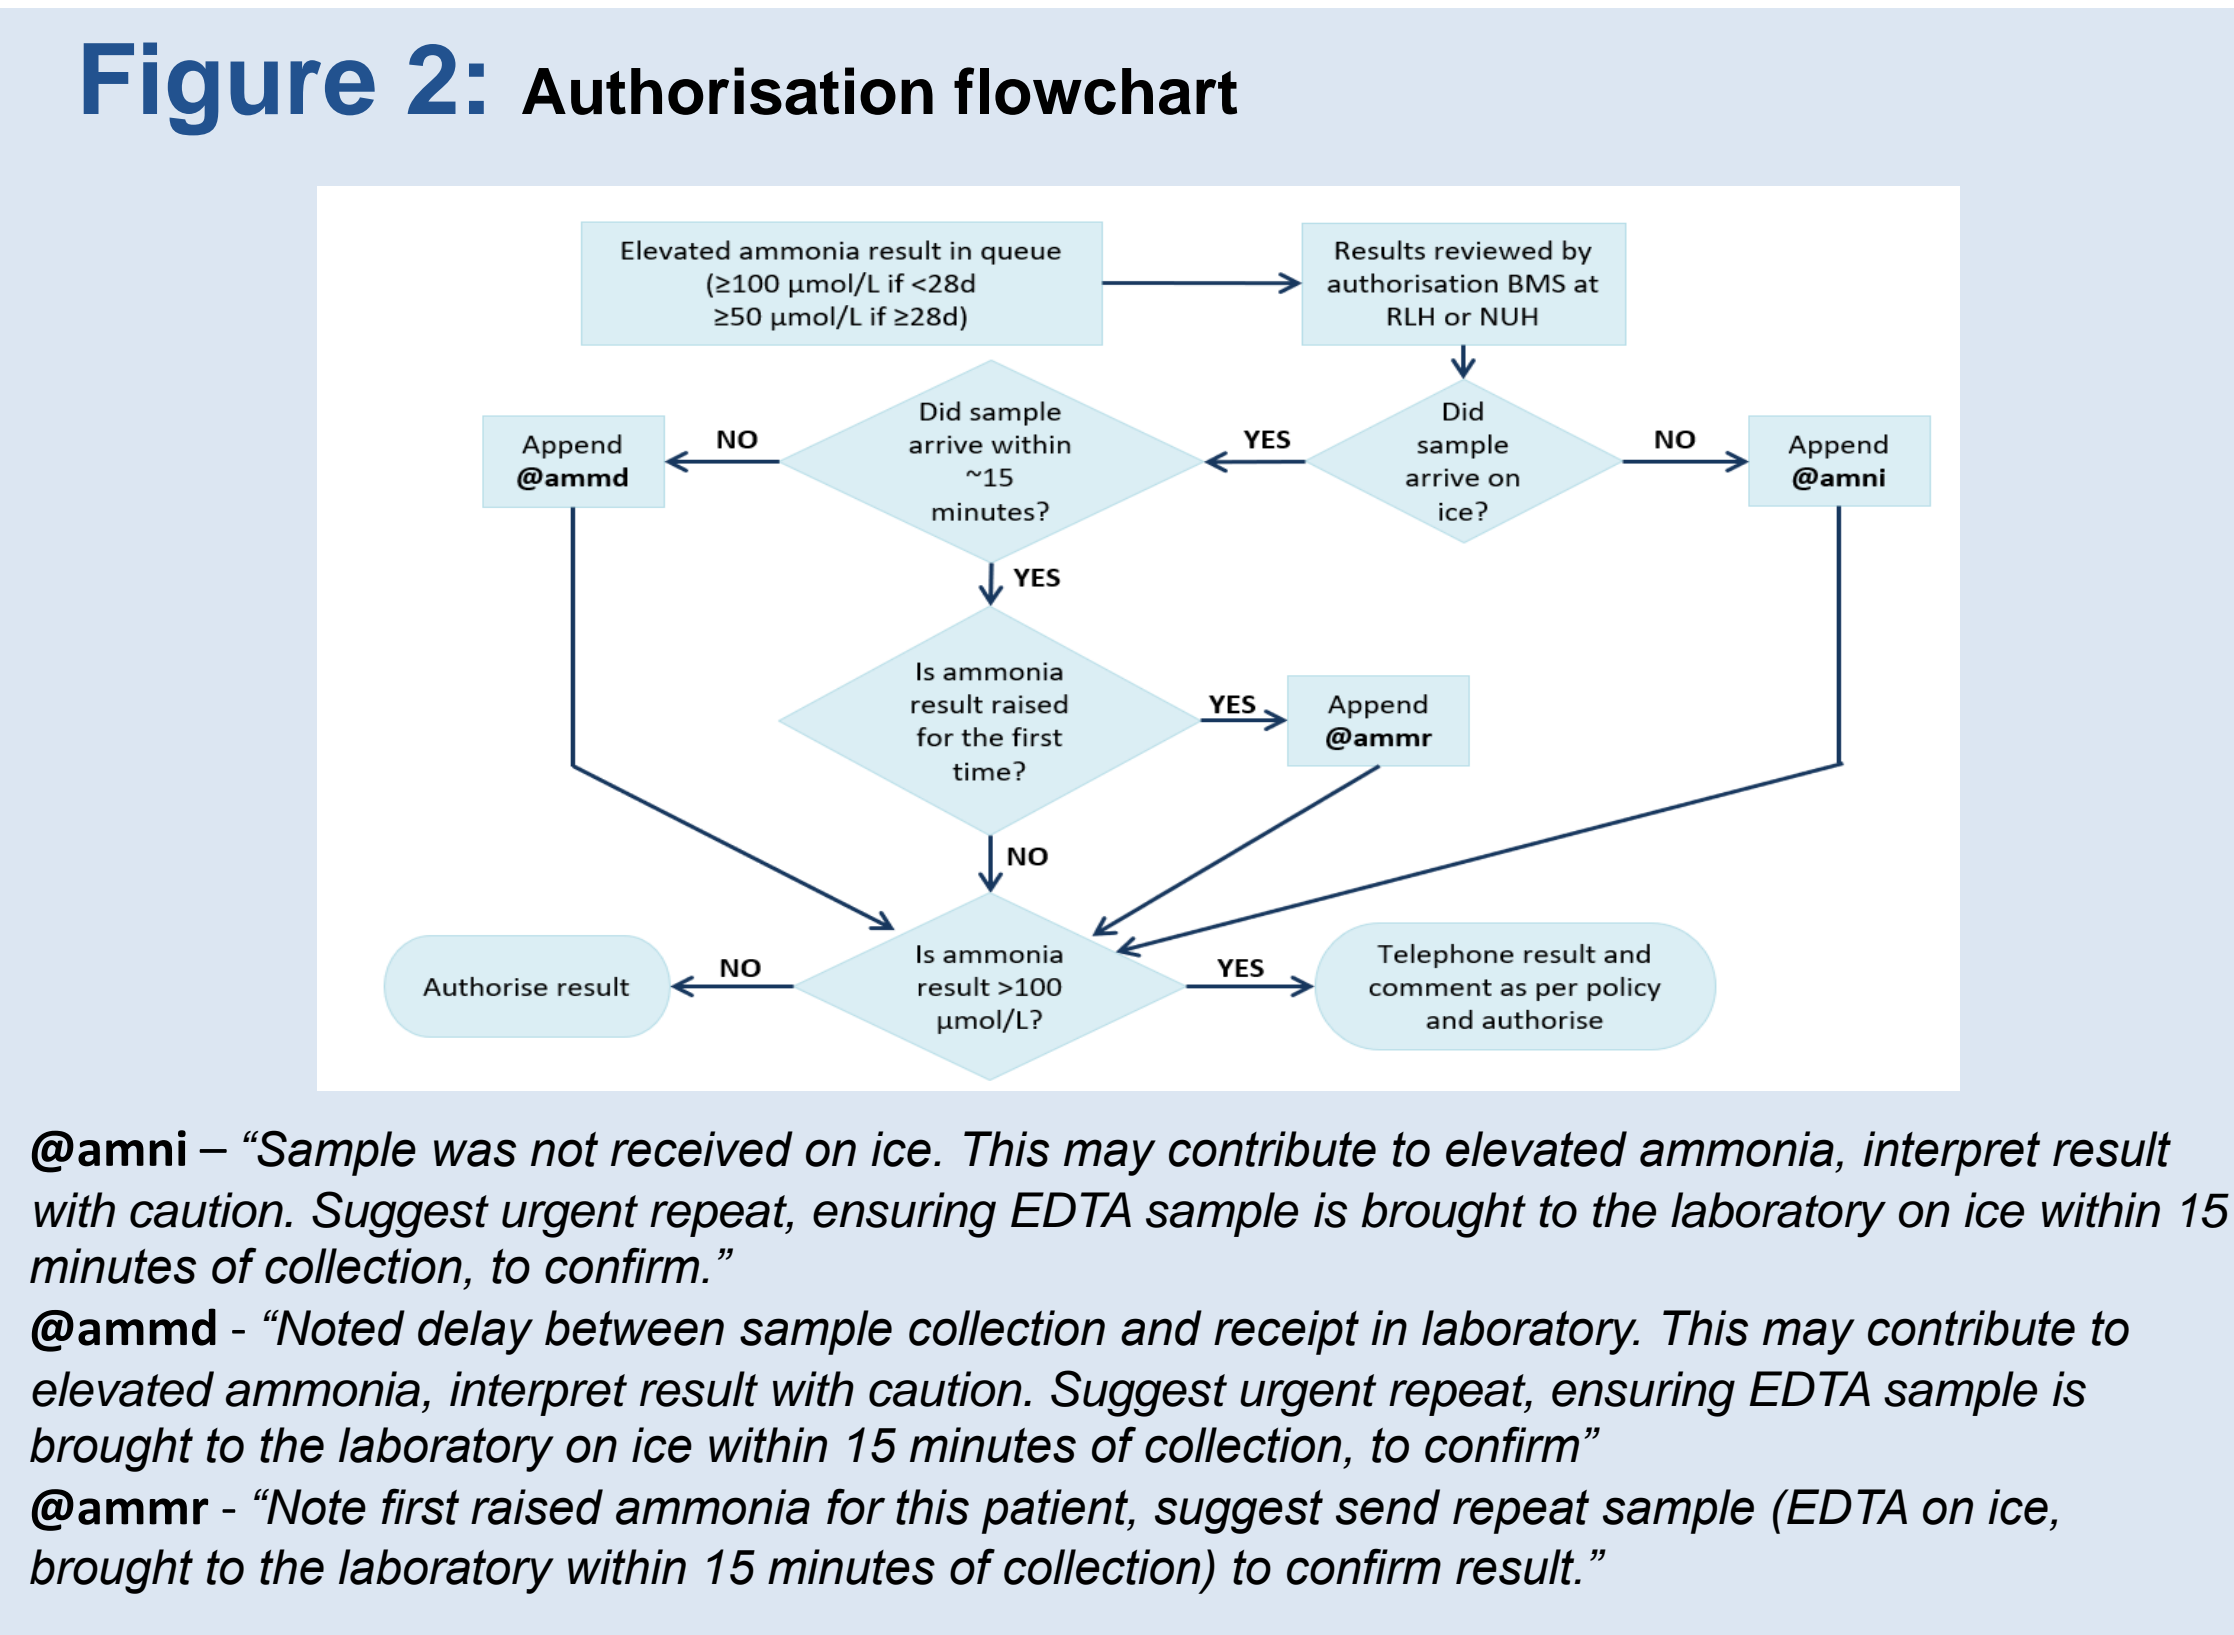 Figure 2: Authorisation flowchart
Elevated ammonia result in queue
(≥100 µmol/L if <28d
≥50 µmol/L if ≥28d)
Results reviewed by
authorisation BMS at
RLH or NUH
Did
sample
arrive on
ice?
NO
Append
@amni
YES
Did sample
arrive within
~15
minutes?
NO
Append
@ammd
YES
Is ammonia
result raised
for the first
time?
YES
Append
@ammr
NO
Is ammonia
result >100
µmol/L?
NO
Authorise result
YES
Telephone result and
comment as per policy
and authorise
@amni – “Sample was not received on ice. This may contribute to elevated ammonia, interpret result
with caution. Suggest urgent repeat, ensuring EDTA sample is brought to the laboratory on ice within 15
minutes of collection, to confirm.”
@ammd - “Noted delay between sample collection and receipt in laboratory. This may contribute to
elevated ammonia, interpret result with caution. Suggest urgent repeat, ensuring EDTA sample is
brought to the laboratory on ice within 15 minutes of collection, to confirm”
@ammr - “Note first raised ammonia for this patient, suggest send repeat sample (EDTA on ice,
brought to the laboratory within 15 minutes of collection) to confirm result.”